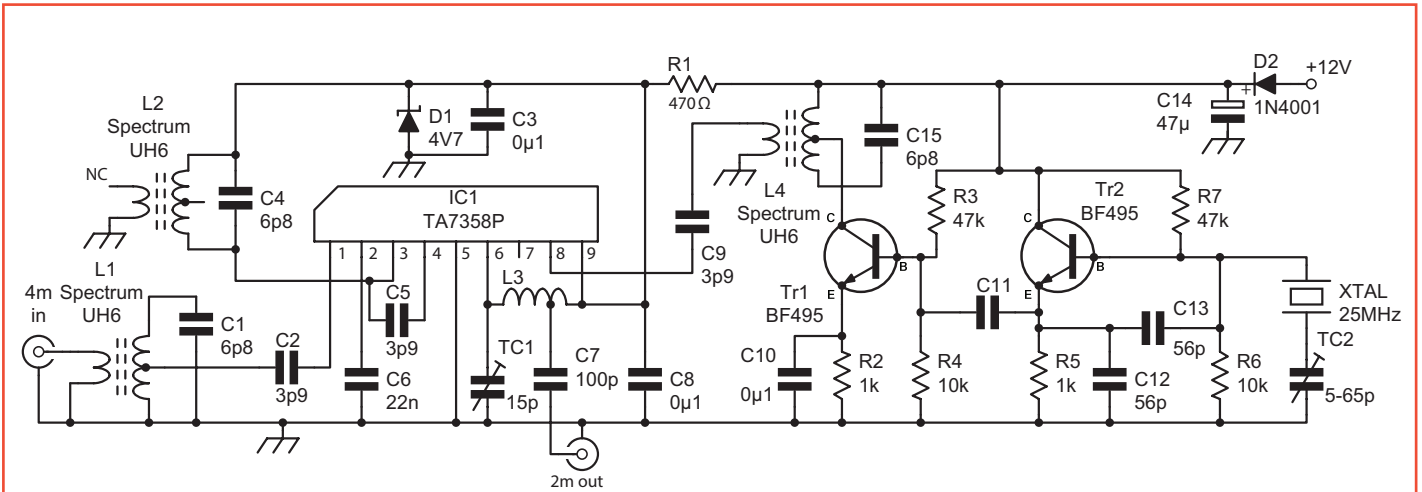 R1
470Ω
D2
+12V
+
1N4001
C14
47µ
L2
Spectrum
UH6
D1
4V7
C3
0µ1
C15
6p8
NC
C4
6p8
IC1
TA7358P
L4
Spectrum
UH6
R3
47k
Tr2
BF495
R7
47k
C
B
E
C
B
E
1 2 3 4 5 6 7 8 9
C9
3p9
L1
Spectrum
UH6
4m
in
C1
6p8
C2
3p9
C5
3p9
L3
Tr1
BF495
C11
C13
56p
XTAL
25MHz
C6
22n
TC1
15p
C7
100p
C8
0µ1
C10
0µ1
R2
1k
R4
10k
R5
1k
C12
56p
R6
10k
TC2
5-65p
2m out